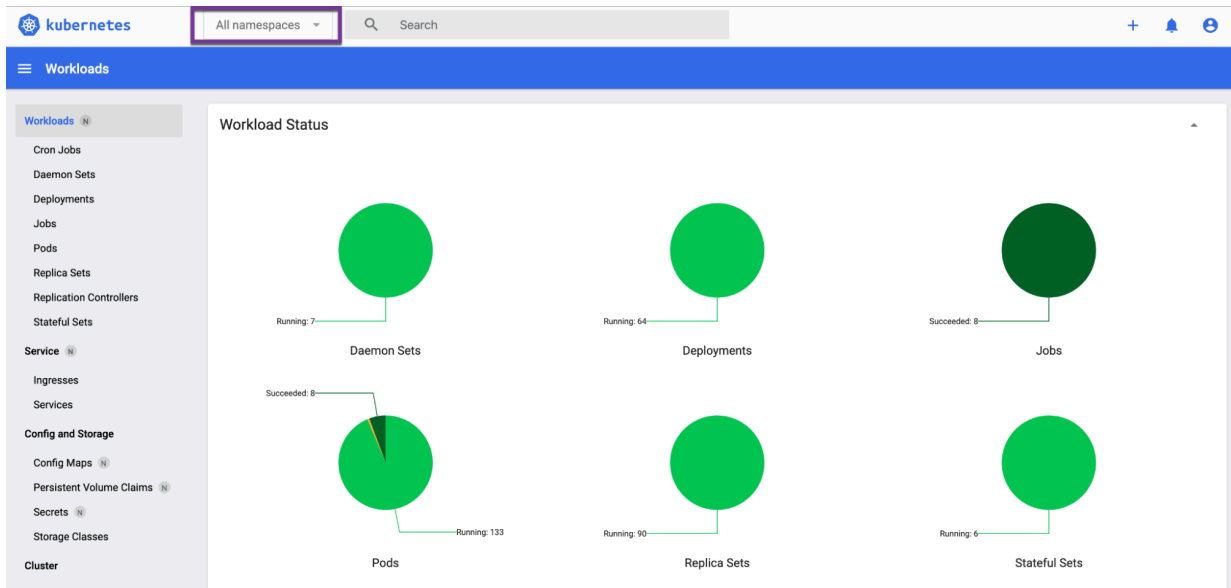 kubernetes
All namespaces
Search
Workloads
Workloads N
Cron Jobs
Daemon Sets
Deployments
Jobs
Pods
Replica Sets
Replication Controllers
Stateful Sets
Service N
Ingresses
Services
Config and Storage
Config Maps N
Persistent Volume Claims N
Secrets N
Storage Classes
Cluster
Workload Status
Running: 7
Daemon Sets
Running: 64
Deployments
Succeeded: 8
Jobs
Succeeded: 8
Running: 133
Pods
Running: 90
Replica Sets
Running: 6
Stateful Sets